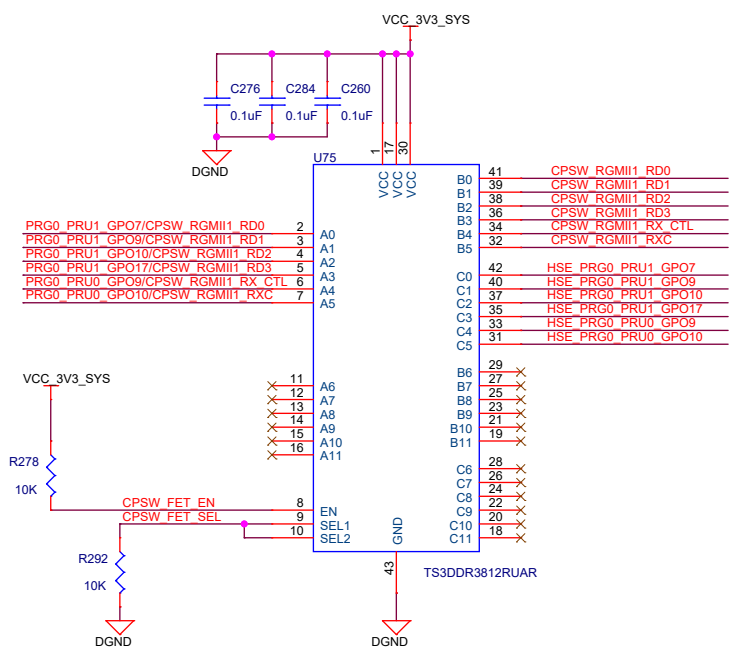 VCC_3V3_SYS
C276
C284
C260
0.1uF
0.1uF
0.1uF
DGND
1
17
30
U75
VCC
VCC
VCC
PRG0_PRU1_GPO7/CPSW_RGMII1_RD0 2 A0
PRG0_PRU1_GPO9/CPSW_RGMII1_RD1 3 A1
PRG0_PRU1_GPO10/CPSW_RGMII1_RD2 4 A2
PRG0_PRU1_GPO17/CPSW_RGMII1_RD3 5 A3
PRG0_PRU0_GPO9/CPSW_RGMII1_RX_CTL 6 A4
PRG0_PRU0_GPO10/CPSW_RGMII1_RXC 7 A5
B0 41 CPSW_RGMII1_RD0
B1 39 CPSW_RGMII1_RD1
B2 38 CPSW_RGMII1_RD2
B3 36 CPSW_RGMII1_RD3
B4 34 CPSW_RGMII1_RX_CTL
B5 32 CPSW_RGMII1_RXC
C0 42 HSE_PRG0_PRU1_GPO7
C1 40 HSE_PRG0_PRU1_GPO9
C2 37 HSE_PRG0_PRU1_GPO10
C3 35 HSE_PRG0_PRU1_GPO17
C4 33 HSE_PRG0_PRU0_GPO9
C5 31 HSE_PRG0_PRU0_GPO10
11 A6
12 A7
13 A8
14 A9
15 A10
16 A11
B6 29
B7 27
B8 25
B9 23
B10 21
B11 19
C6 28
C7 26
C8 24
C9 22
C10 20
C11 18
VCC_3V3_SYS
R278
10K
CPSW_FET_EN 8 EN
CPSW_FET_SEL 9 SEL1
10 SEL2
R292
10K
DGND
GND
43
TS3DDR3812RUAR
DGND